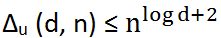 Δᵤ (d, n) ≤ n^{log d+2}